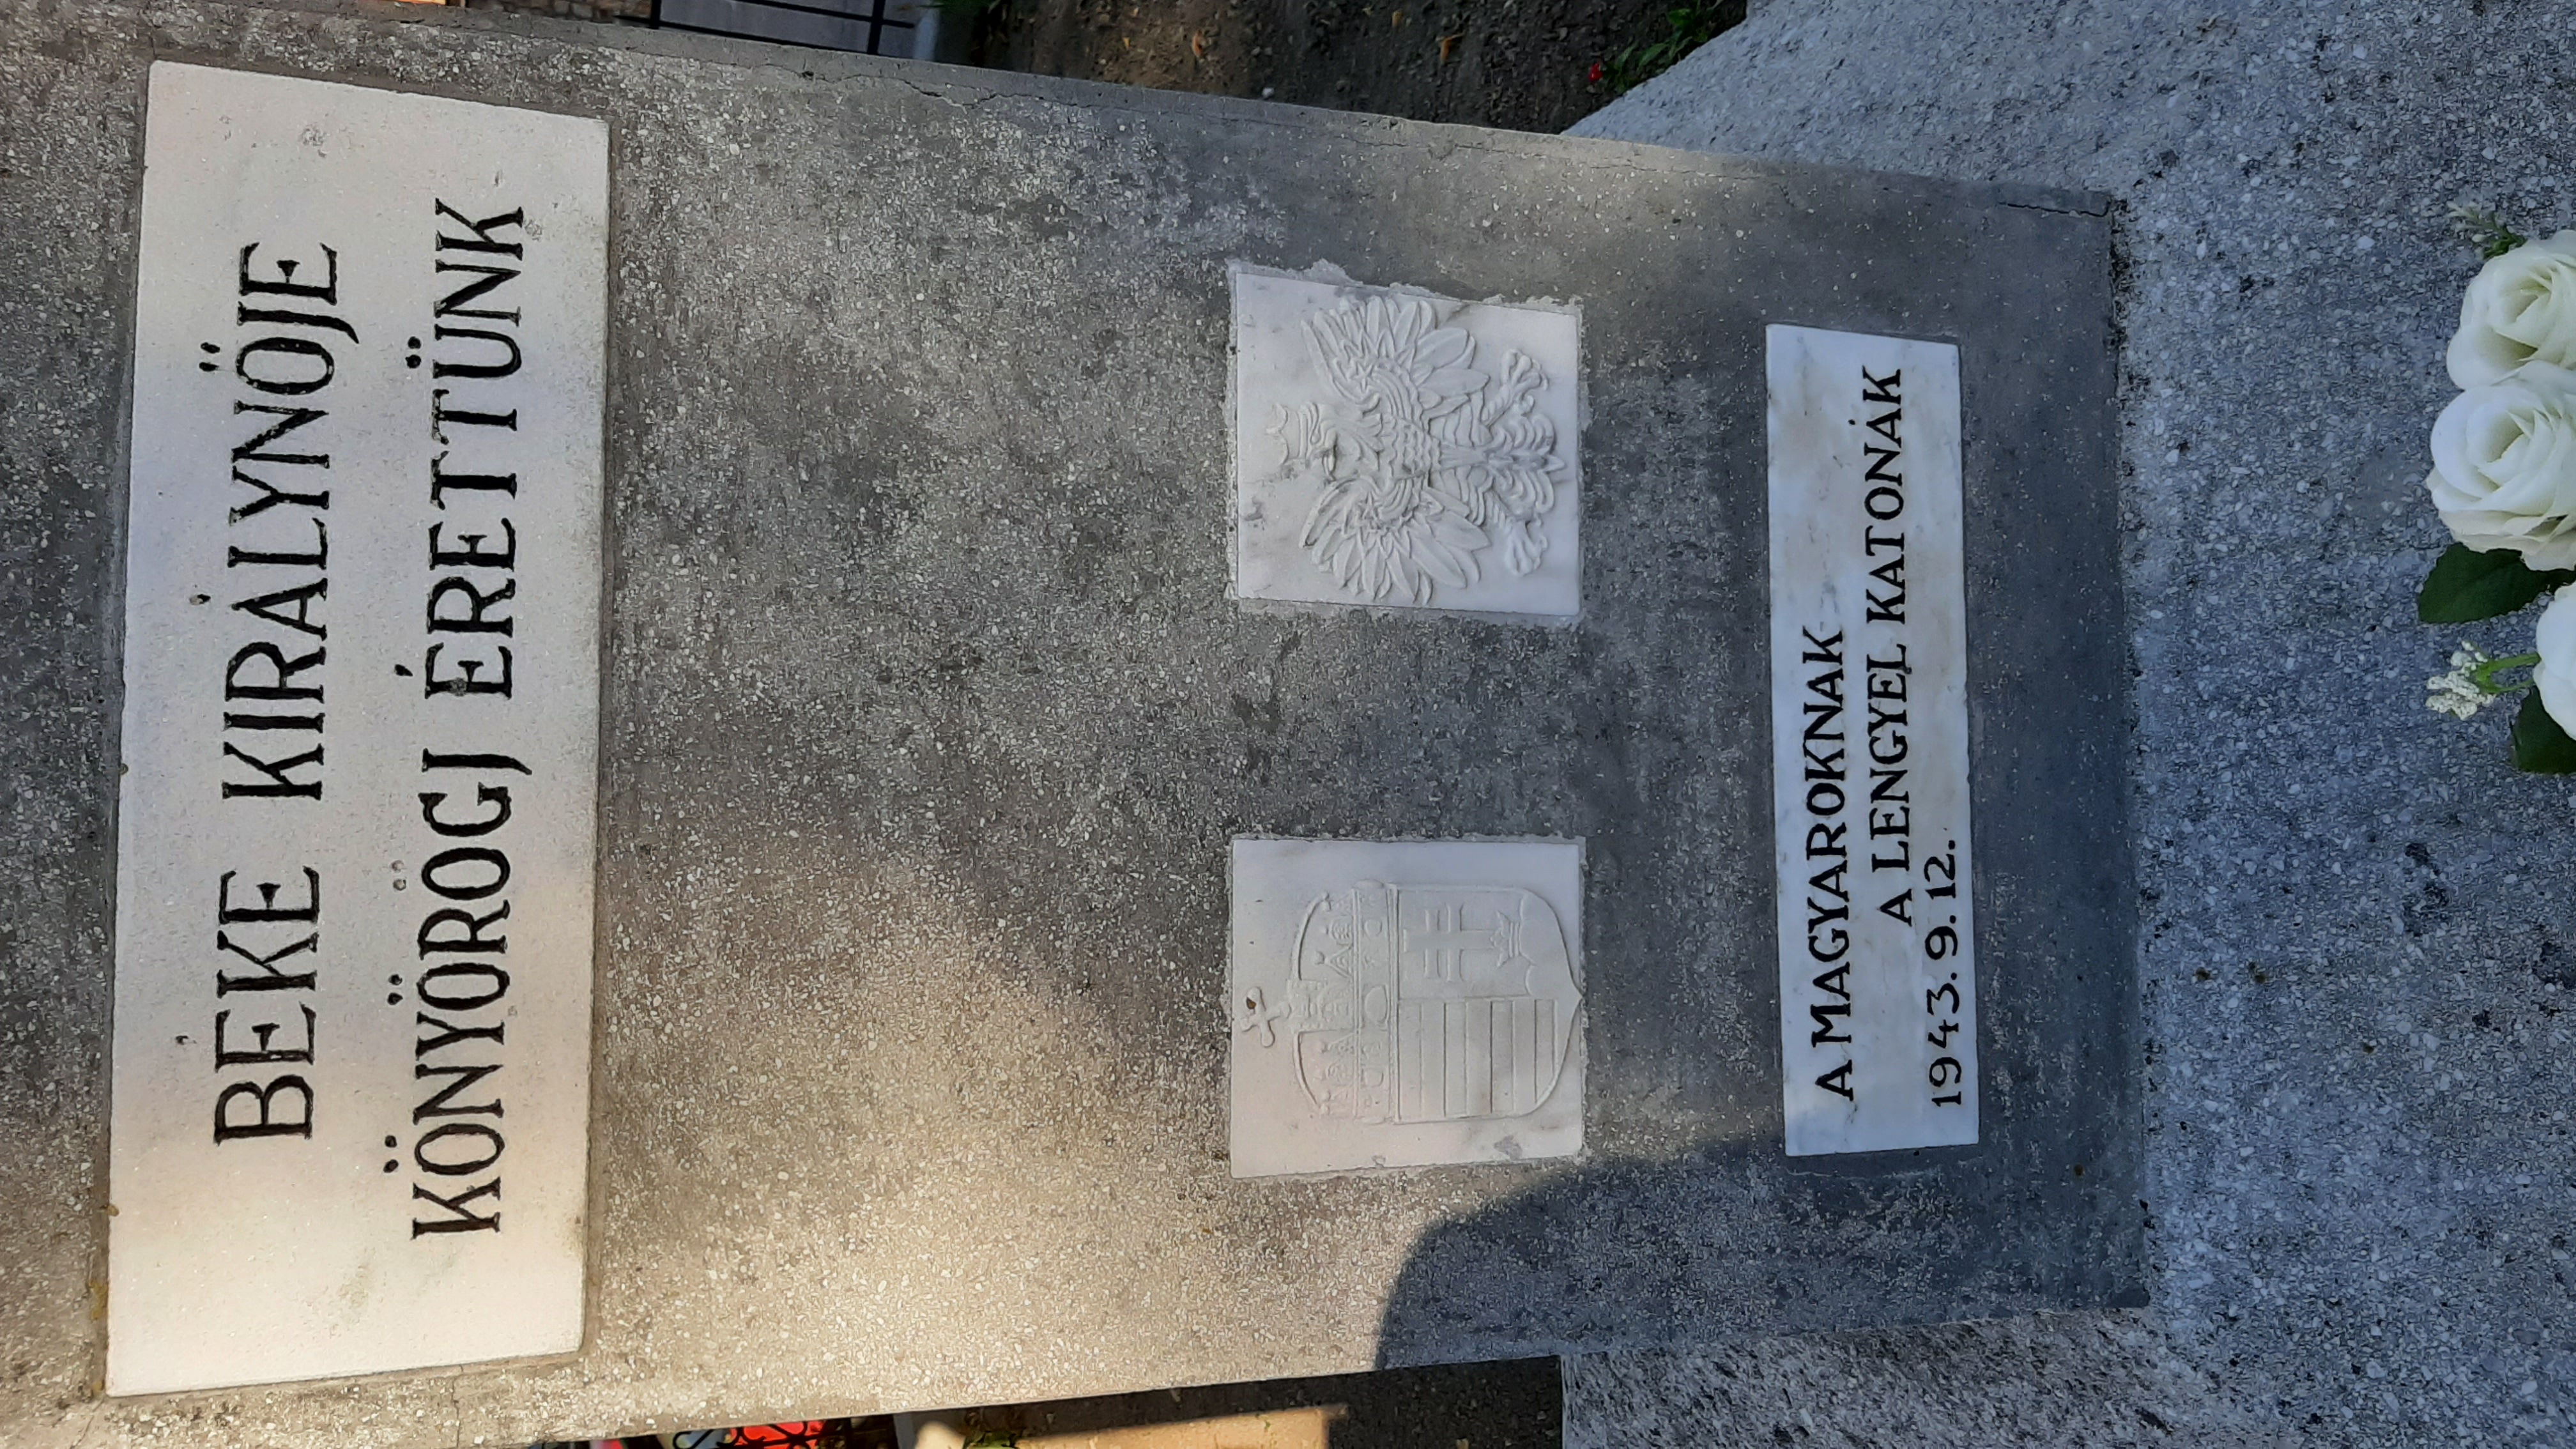 BÉKE KIRÁLYNŐJE
KÖNYÖRÖGJ ÉRETTÜNK
A MAGYAROKNAK
A LENGYEL KATONÁK
1943. 9. 12.